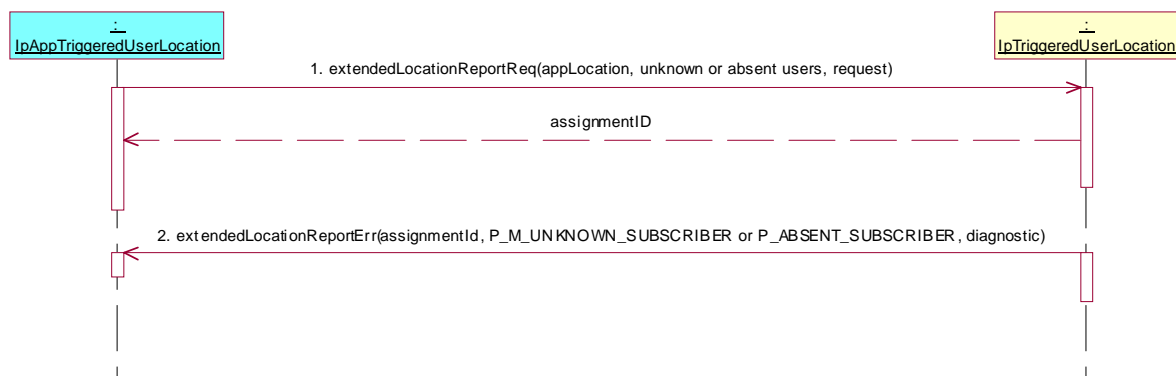 :
IpAppTriggeredUserLocation
:
IpTriggeredUserLocation
1. extendedLocationReportReq(appLocation, unknown or absent users, request)
assignmentID
2. extendedLocationReportErr(assignmentId, P_M_UNKNOWN_SUBSCRIBER or P_ABSENT_SUBSCRIBER, diagnostic)